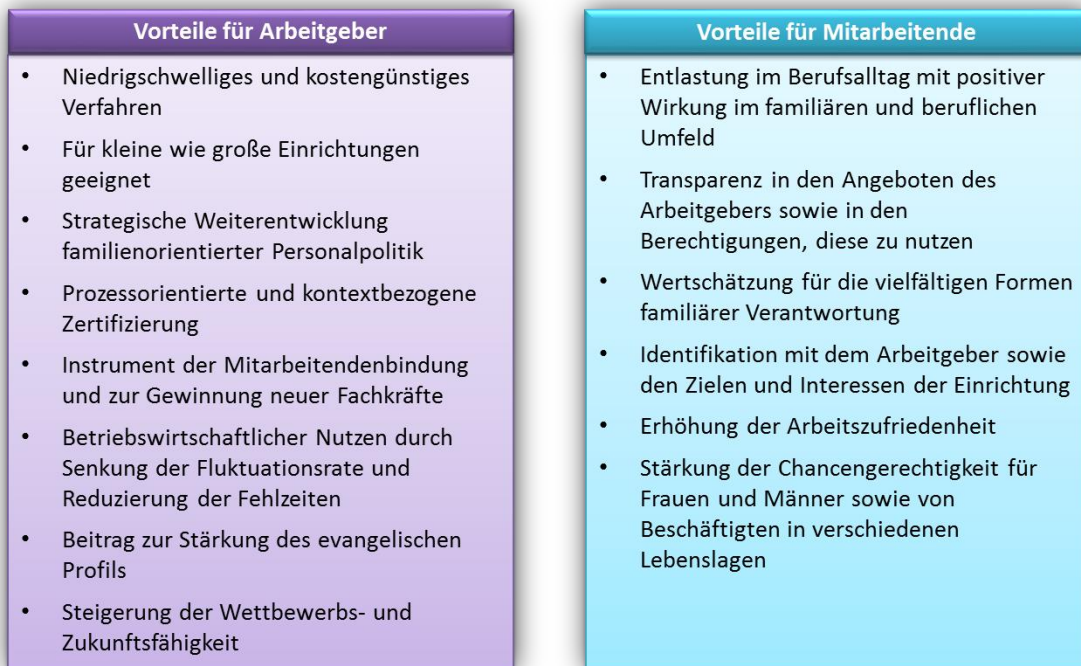 Vorteile für Arbeitgeber
• Niedrigschwelliges und kostengünstiges
Verfahren
• Für kleine wie große Einrichtungen
geeignet
• Strategische Weiterentwicklung
familienorientierter Personalpolitik
• Prozessorientierte und kontextbezogene
Zertifizierung
• Instrument der Mitarbeitendenbindung
und zur Gewinnung neuer Fachkräfte
• Betriebswirtschaftlicher Nutzen durch
Senkung der Fluktuationsrate und
Reduzierung der Fehlzeiten
• Beitrag zur Stärkung des evangelischen
Profils
• Steigerung der Wettbewerbs- und
Zukunftsfähigkeit
Vorteile für Mitarbeitende
• Entlastung im Berufsalltag mit positiver
Wirkung im familiären und beruflichen
Umfeld
• Transparenz in den Angeboten des
Arbeitgebers sowie in den
Berechtigungen, diese zu nutzen
• Wertschätzung für die vielfältigen Formen
familiärer Verantwortung
• Identifikation mit dem Arbeitgeber sowie
den Zielen und Interessen der Einrichtung
• Erhöhung der Arbeitszufriedenheit
• Stärkung der Chancengerechtigkeit für
Frauen und Männer sowie von
Beschäftigten in verschiedenen
Lebenslagen